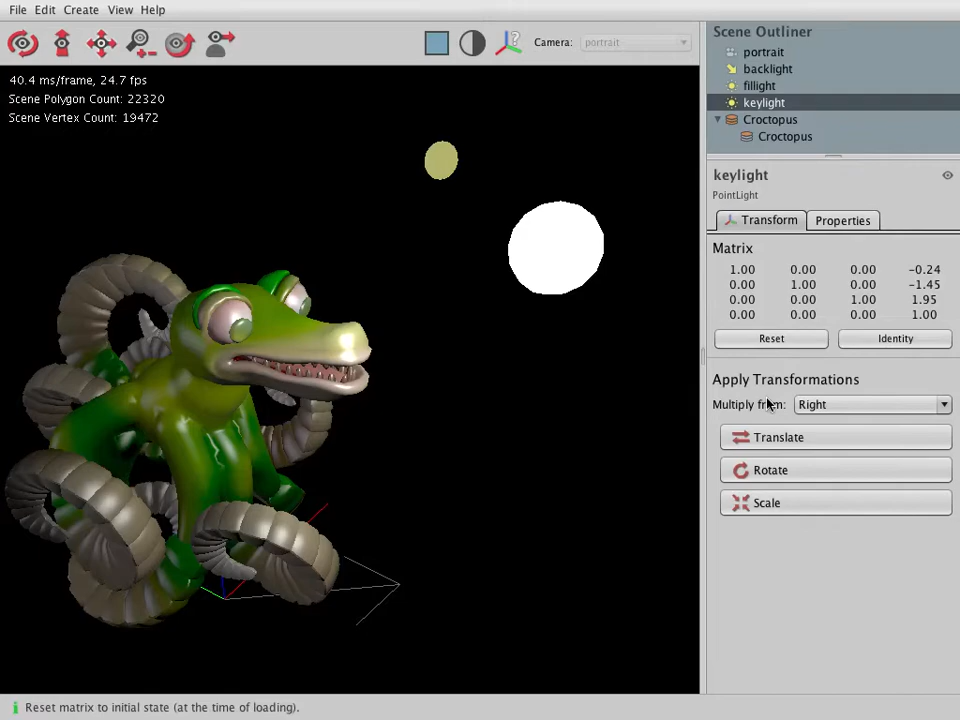 File Edit Create View Help
Camera: portrait
40.4 ms/frame, 24.7 fps
Scene Polygon Count: 22320
Scene Vertex Count: 19472
Scene Outliner
portrait
backlight
fillight
keylight
Croctopus
Croctopus
keylight
PointLight
Transform Properties
Matrix
1.00 0.00 0.00 -0.24
0.00 1.00 0.00 -1.45
0.00 0.00 1.00 1.95
0.00 0.00 0.00 1.00
Reset Identity
Apply Transformations
Multiply from: Right
Translate
Rotate
Scale
Reset matrix to initial state (at the time of loading).